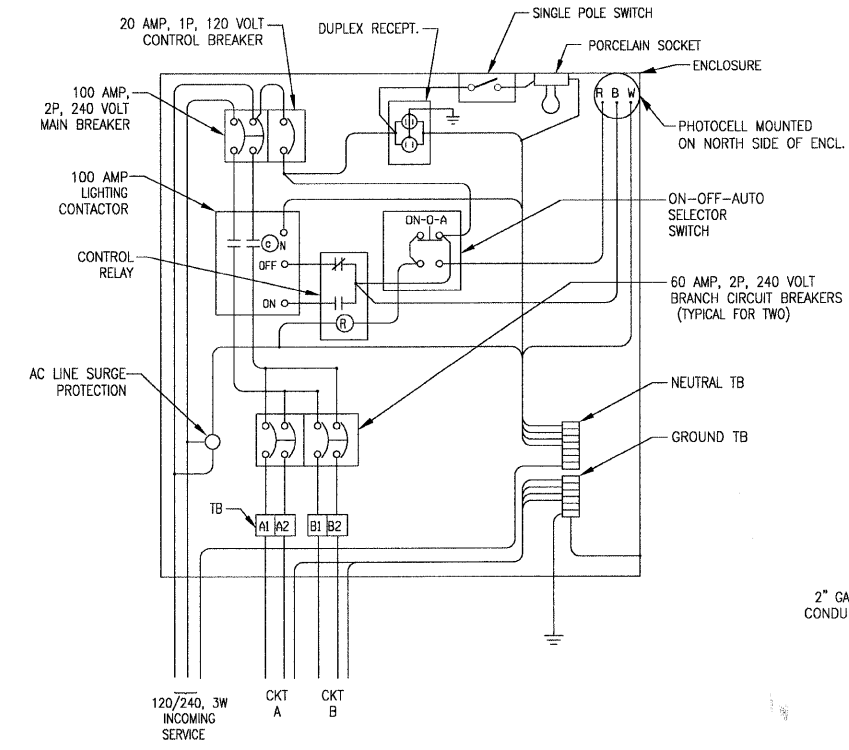 SINGLE POLE SWITCH
20 AMP, 1P, 120 VOLT
CONTROL BREAKER
DUPLEX RECEPT.
PORCELAIN SOCKET
ENCLOSURE
100 AMP,
2P, 240 VOLT
MAIN BREAKER
R B W
PHOTOCELL MOUNTED
ON NORTH SIDE OF ENCL.
100 AMP
LIGHTING
CONTACTOR
ON-OFF-AUTO
SELECTOR
SWITCH
ON-O-A
C N
CONTROL
RELAY
OFF
ON
R
60 AMP, 2P, 240 VOLT
BRANCH CIRCUIT BREAKERS
(TYPICAL FOR TWO)
AC LINE SURGE
PROTECTION
NEUTRAL TB
GROUND TB
TB
A1 A2 B1 B2
2" GA
CONDU
120/240, 3W
INCOMING
SERVICE
CKT
A
CKT
B